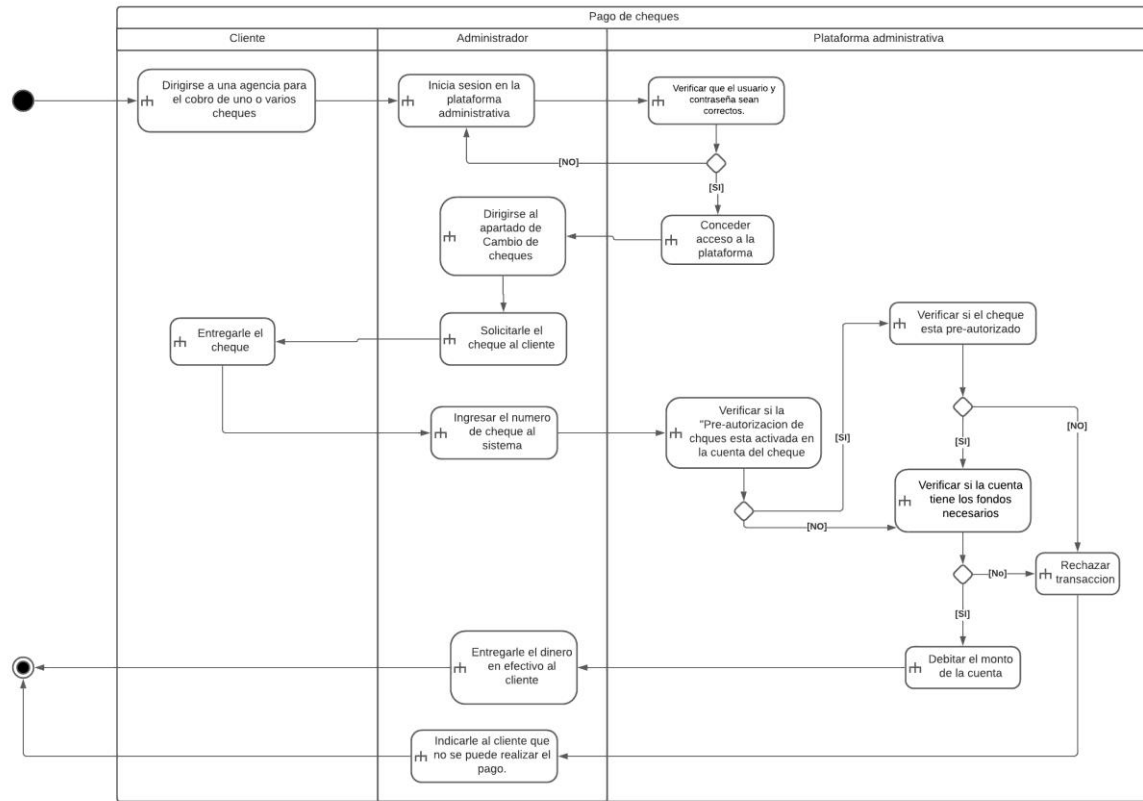 Pago de cheques
Cliente
Administrador
Plataforma administrativa
Dirigirse a una agencia para
el cobro de uno o varios
cheques
Inicia sesion en la
plataforma
administrativa
Verificar que el usuario y
contraseña sean
correctos.
[NO]
[SI]
Dirigirse al
apartado de
Cambio de
cheques
Conceder
acceso a la
plataforma
Entregarle el
cheque
Solicitarle el
cheque al cliente
Verificar si el cheque
esta pre-autorizado
Ingresar el numero
de cheque al
sistema
Verificar si la
"Pre-autorizacion de
chques esta activada en
la cuenta del cheque
[SI]
[NO]
[SI]
[NO]
Verificar si la cuenta
tiene los fondos
necesarios
[No]
[SI]
Rechazar
transaccion
Entregarle el dinero
en efectivo al
cliente
Debitar el monto
de la cuenta
Indicarle al cliente que
no se puede realizar el
pago.